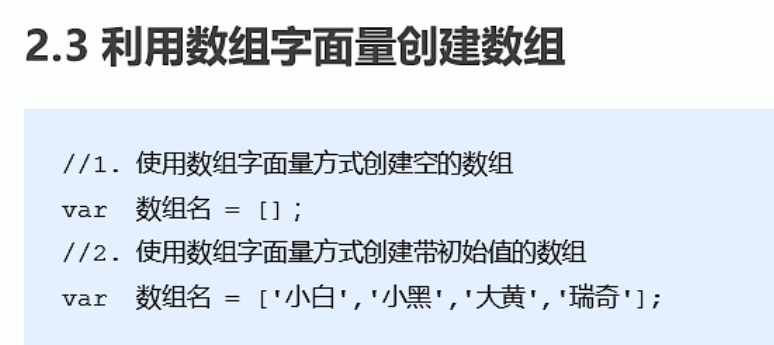 2.3 利用数组字面量创建数组
//1. 使用数组字面量方式创建空的数组
var 数组名 = [];
//2. 使用数组字面量方式创建带初始值的数组
var 数组名 = ['小白','小黑','大黄','瑞奇'];